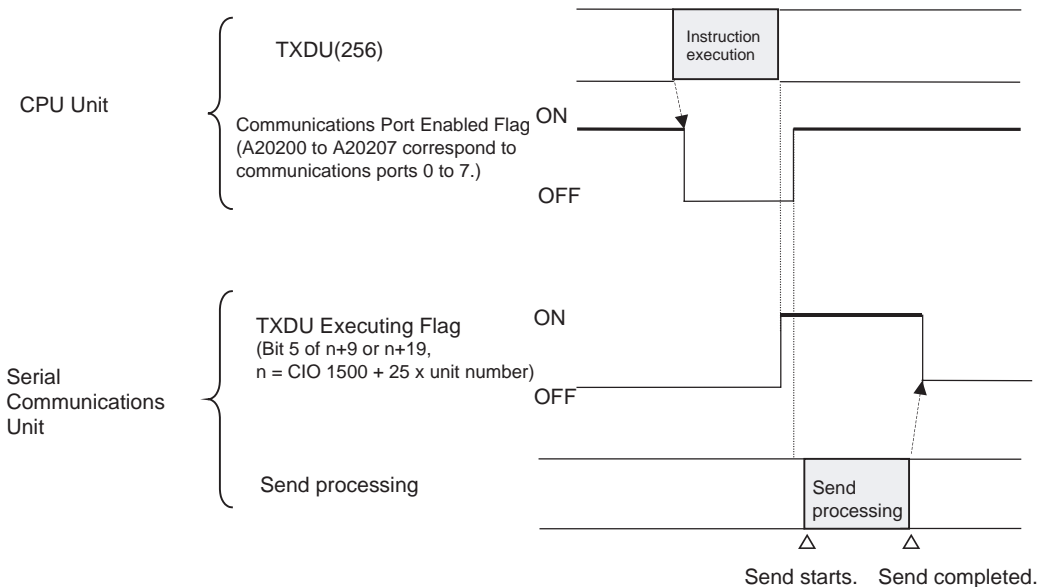 CPU Unit
TXDU(256)
Instruction
execution
Communications Port Enabled Flag
(A20200 to A20207 correspond to
communications ports 0 to 7.)
ON
OFF
Serial
Communications
Unit
TXDU Executing Flag
(Bit 5 of n+9 or n+19,
n = CIO 1500 + 25 x unit number)
ON
OFF
Send processing
Send
processing
Send starts.
Send completed.